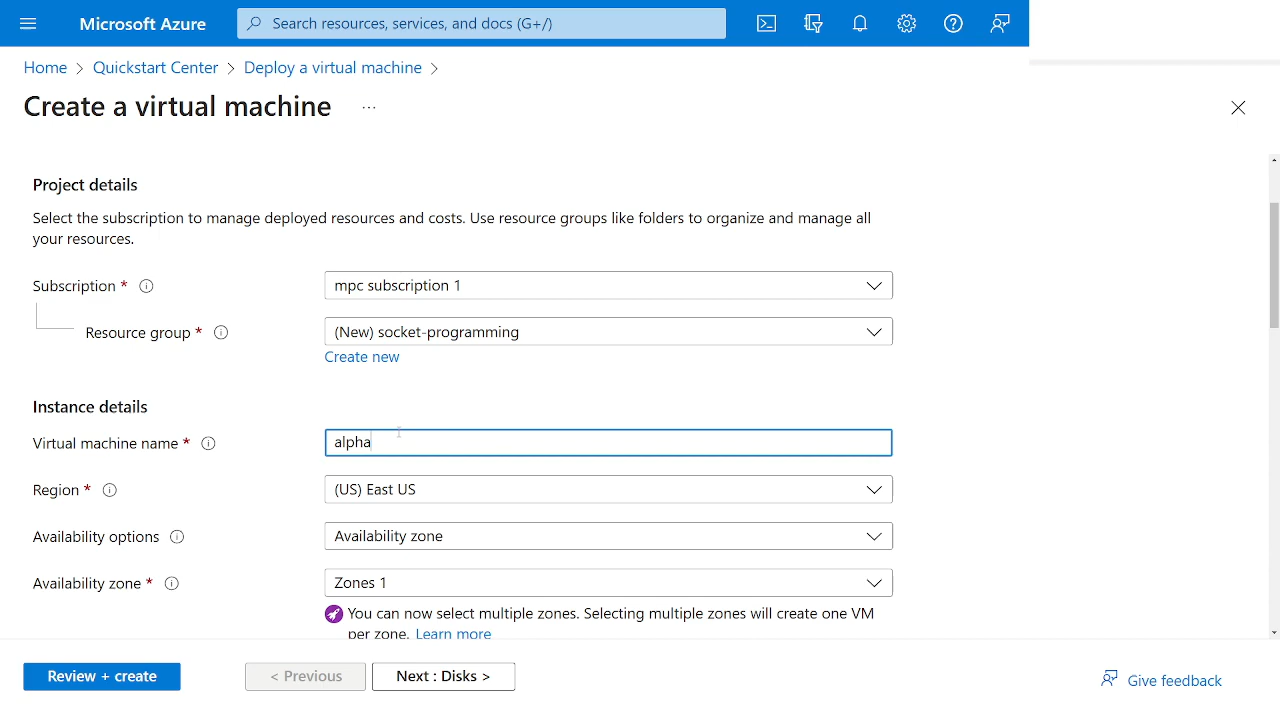 Microsoft Azure
Search resources, services, and docs (G+/)
Home > Quickstart Center > Deploy a virtual machine >
Create a virtual machine ...
Project details
Select the subscription to manage deployed resources and costs. Use resource groups like folders to organize and manage all
your resources.
Subscription *
mpc subscription 1
Resource group *
(New) socket-programming
Create new
Instance details
Virtual machine name *
alpha
Region *
(US) East US
Availability options
Availability zone
Availability zone *
Zones 1
You can now select multiple zones. Selecting multiple zones will create one VM
per zone. Learn more
Review + create
< Previous
Next : Disks >
Give feedback